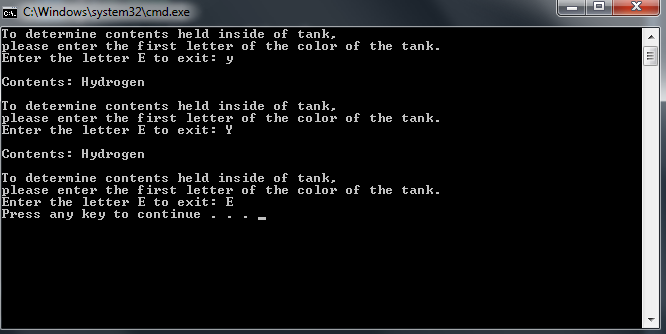 C:\Windows\system32\cmd.exe
To determine contents held inside of tank,
please enter the first letter of the color of the tank.
Enter the letter E to exit: y
Contents: Hydrogen
To determine contents held inside of tank,
please enter the first letter of the color of the tank.
Enter the letter E to exit: Y
Contents: Hydrogen
To determine contents held inside of tank,
please enter the first letter of the color of the tank.
Enter the letter E to exit: E
Press any key to continue . . . _